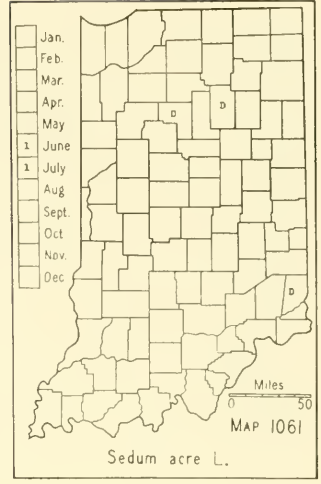 Jan.
Feb.
Mar.
Apr.
May
1 June
1 July
Aug
Sept.
Oct
Nov.
Dec
D
D
D
Miles
0 50
MAP 1061
Sedum acre L.